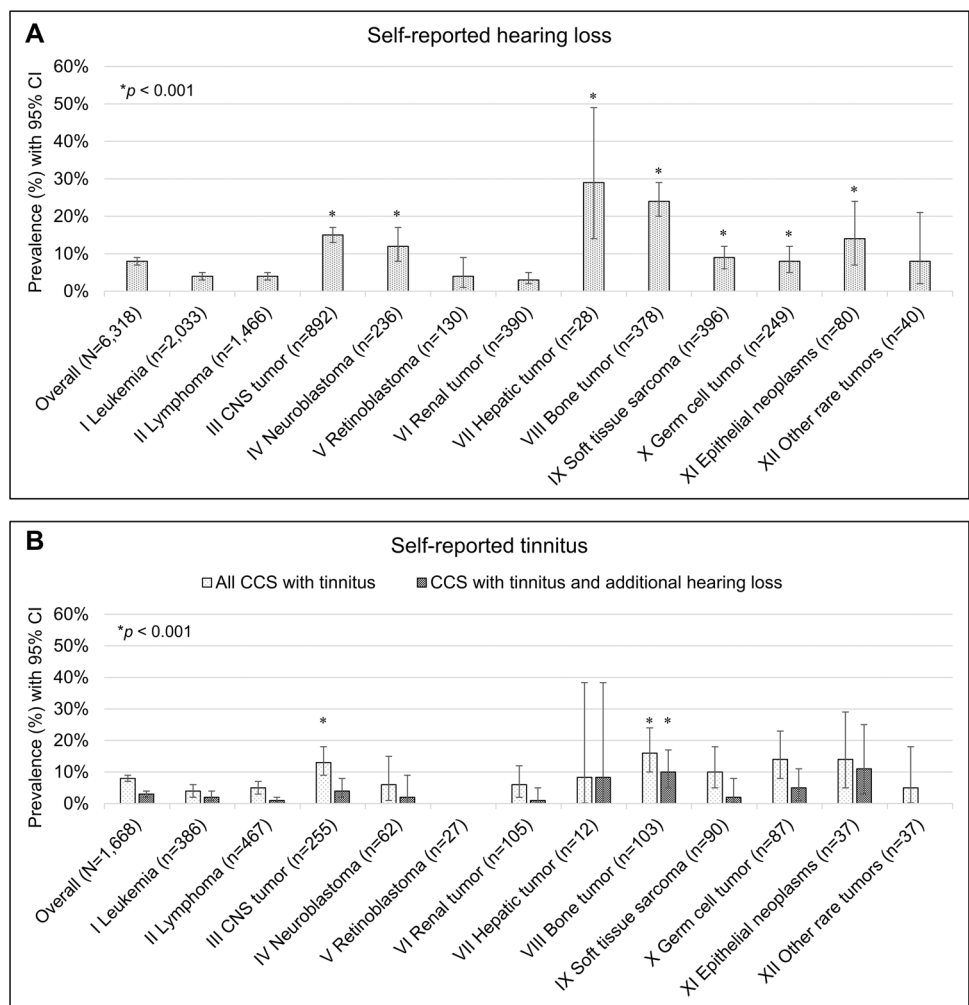 A
Self-reported hearing loss
Prevalence (%) with 95% CI
60%
50%
40%
30%
20%
10%
0%
*p < 0.001
*
*
*
*
*
*
*
Overall (N=6,318)
I Leukemia (n=2,033)
II Lymphoma (n=1,466)
III CNS tumor (n=892)
IV Neuroblastoma (n=236)
V Retinoblastoma (n=130)
VI Renal tumor (n=390)
VII Hepatic tumor (n=28)
VIII Bone tumor (n=378)
IX Soft tissue sarcoma (n=396)
X Germ cell tumor (n=249)
XI Epithelial neoplasms (n=80)
XII Other rare tumors (n=40)
B
Self-reported tinnitus
All CCS with tinnitus
CCS with tinnitus and additional hearing loss
Prevalence (%) with 95% CI
60%
50%
40%
30%
20%
10%
0%
*p < 0.001
*
* *
Overall (N=1,668)
I Leukemia (n=386)
II Lymphoma (n=467)
III CNS tumor (n=255)
IV Neuroblastoma (n=62)
V Retinoblastoma (n=27)
VI Renal tumor (n=105)
VII Hepatic tumor (n=12)
VIII Bone tumor (n=103)
IX Soft tissue sarcoma (n=90)
X Germ cell tumor (n=87)
XI Epithelial neoplasms (n=37)
XII Other rare tumors (n=37)